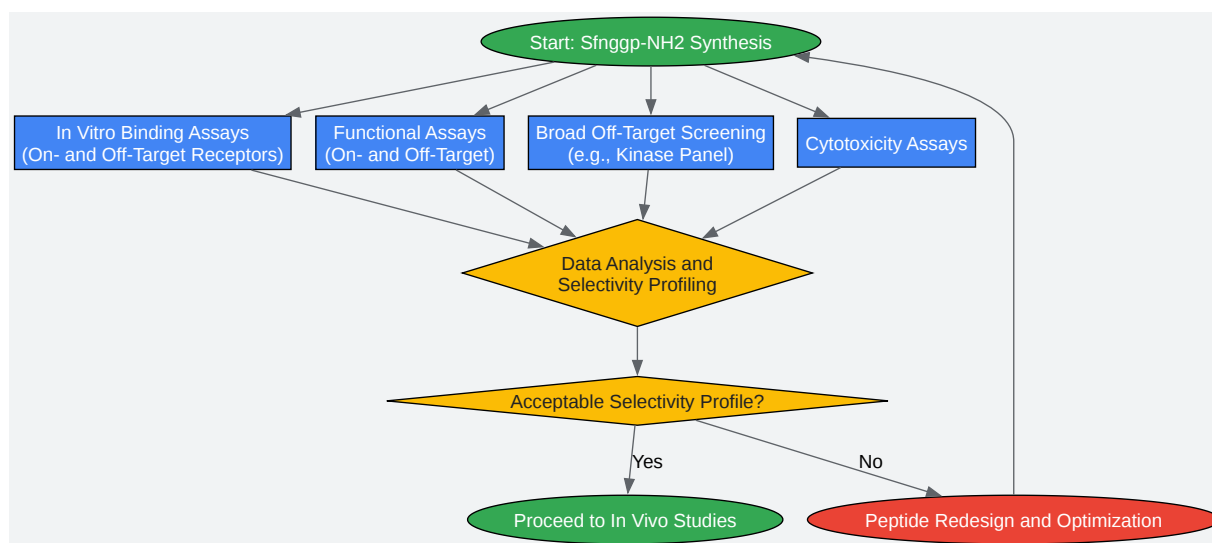 Start: Sfnggp-NH2 Synthesis
In Vitro Binding Assays
(On- and Off-Target Receptors)
Functional Assays
(On- and Off-Target)
Broad Off-Target Screening
(e.g., Kinase Panel)
Cytotoxicity Assays
Data Analysis and
Selectivity Profiling
Acceptable Selectivity Profile?
Yes
No
Proceed to In Vivo Studies
Peptide Redesign and Optimization